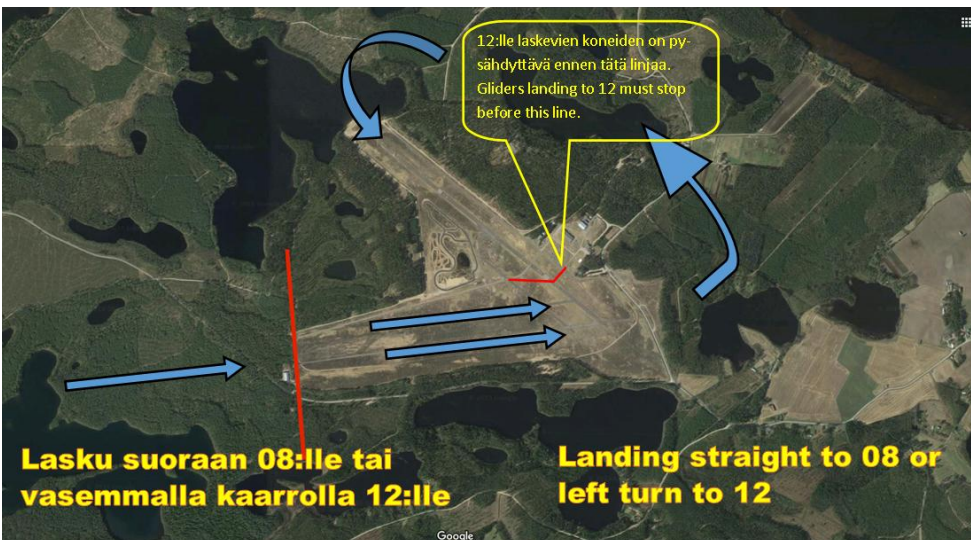 12:lle laskevien koneiden on py-
sähdyttävä ennen tätä linjaa.
Gliders landing to 12 must stop
before this line.
Lasku suoraan 08:lle tai
vasemmalla kaarrolla 12:lle
Landing straight to 08 or
left turn to 12
Google